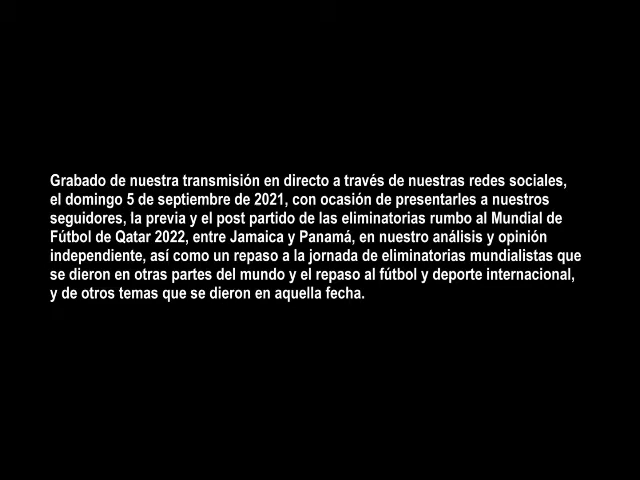 Grabado de nuestra transmisión en directo a través de nuestras redes sociales,
el domingo 5 de septiembre de 2021, con ocasión de presentarles a nuestros
seguidores, la previa y el post partido de las eliminatorias rumbo al Mundial de
Fútbol de Qatar 2022, entre Jamaica y Panamá, en nuestro análisis y opinión
independiente, así como un repaso a la jornada de eliminatorias mundialistas que
se dieron en otras partes del mundo y el repaso al fútbol y deporte internacional,
y de otros temas que se dieron en aquella fecha.